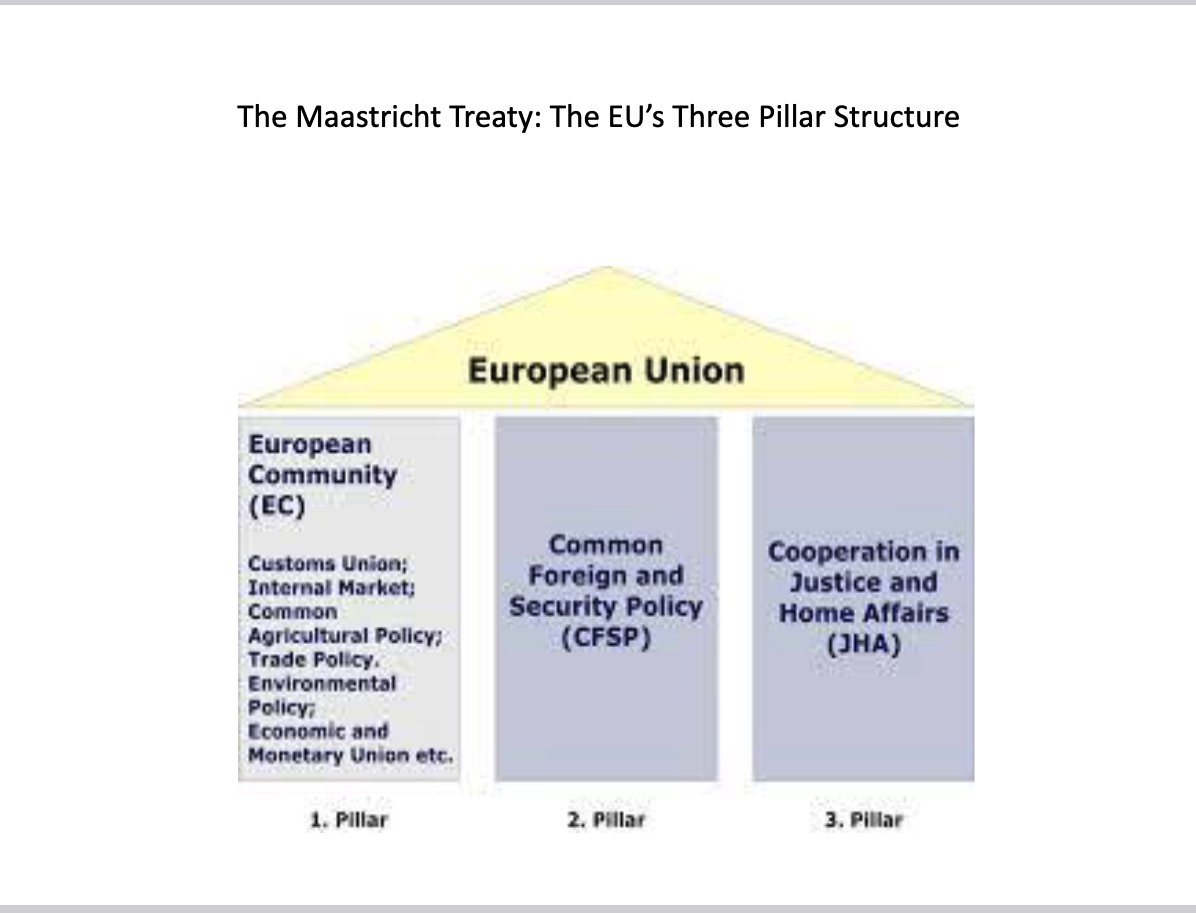 The Maastricht Treaty: The EU’s Three Pillar Structure
European Union
European
Community
(EC)
Customs Union;
Internal Market;
Common
Agricultural Policy;
Trade Policy.
Environmental
Policy;
Economic and
Monetary Union etc.
Common
Foreign and
Security Policy
(CFSP)
Cooperation in
Justice and
Home Affairs
(JHA)
1. Pillar
2. Pillar
3. Pillar